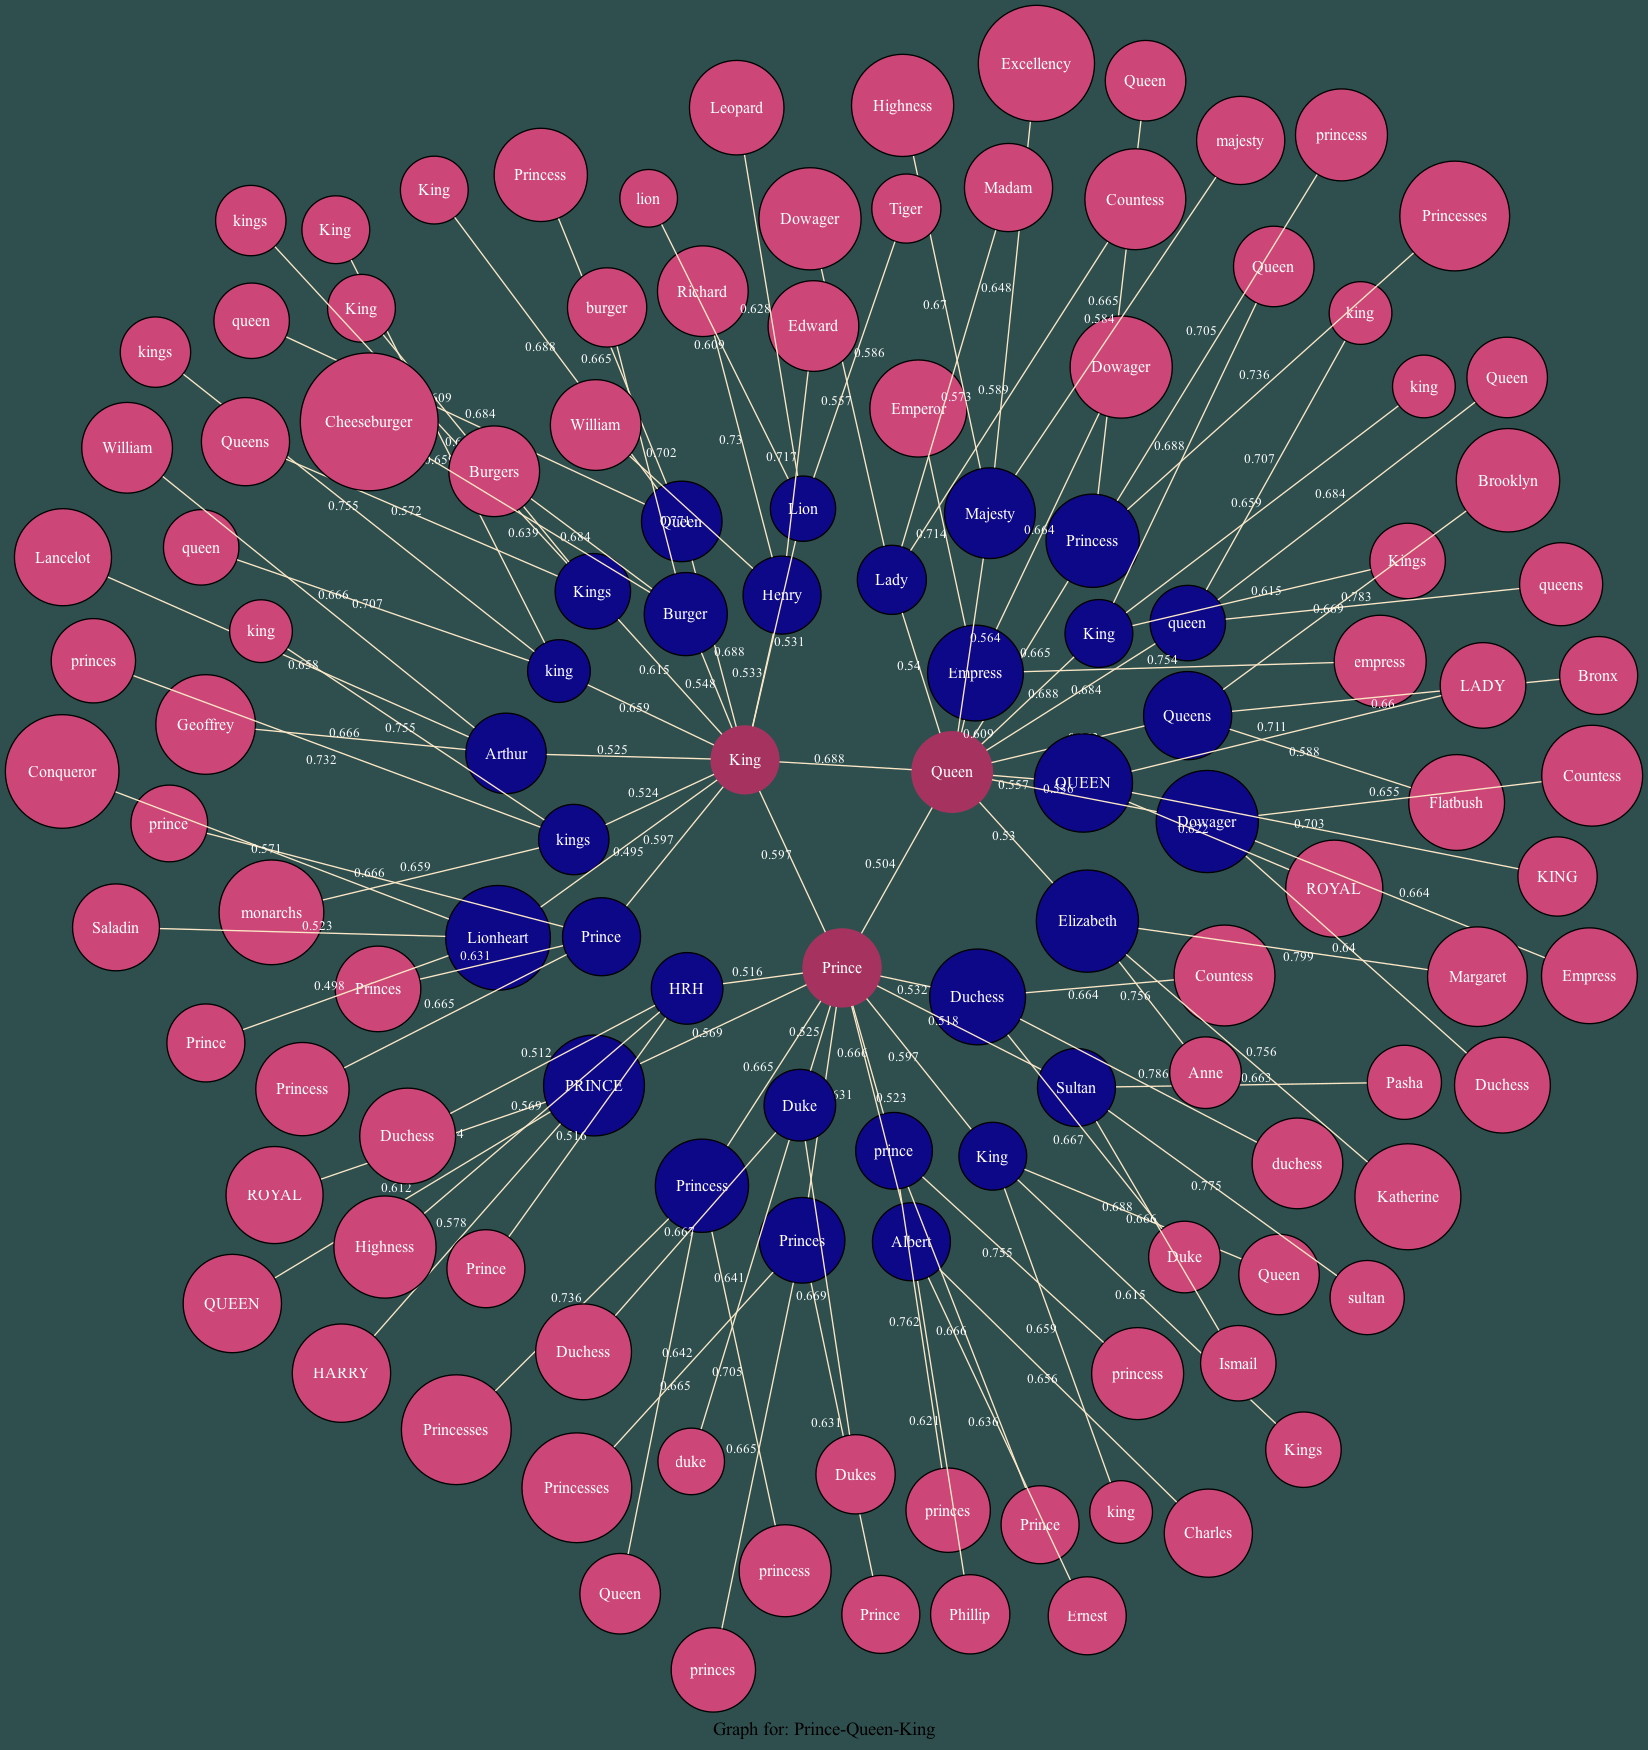 Excellency
Queen
Highness
Leopard
majesty
princess
Princess
King
lion
Tiger
Madam
Countess
Dowager
Princesses
kings
King
Queen
Richard
burger
King
king
Edward
queen
kings
Dowager
Emperor
king
Queen
Cheeseburger
William
Queens
William
Burgers
Brooklyn
0.628
0.67
0.648
0.665
0.584
0.705
0.688
0.665
0.609
0.586
0.557
0.573
0.589
0.736
0.684
0.73
0.702
0.717
0.688
0.707
0.755
0.572
0.639
0.684
0.714
0.664
0.659
0.684
Queen
Lion
Majesty
Princess
Lancelot
queen
Kings
Burger
Henry
Lady
King
queen
Kings
queens
0.666
0.707
0.615
0.783
0.669
princes
king
king
0.531
0.564
0.665
0.754
empress
0.658
0.615
0.688
0.548
0.533
0.54
Empress
0.688
0.684
LADY
Bronx
Geoffrey
0.659
Queens
0.66
0.666
0.755
0.732
Arthur
0.525
King
0.688
Queen
0.609
0.711
0.588
Conqueror
0.524
0.557
QUEEN
0.655
Flatbush
Countess
prince
kings
0.597
0.495
0.597
0.504
0.53
Dowager
0.622
0.703
0.571
0.666
0.659
KING
ROYAL
monarchs
Saladin
0.523
Lionheart
Prince
Elizabeth
0.664
0.631
0.64
0.799
Princes
0.498
0.665
HRH
0.516
Prince
0.532
Duchess
0.664
0.756
Countess
Margaret
Empress
Prince
0.518
0.512
0.569
0.525
0.666
0.597
0.756
Princess
PRINCE
0.665
0.523
Sultan
0.786
Anne
0.663
Pasha
Duchess
Duke
0.569
0.516
Duchess
0.667
prince
King
duchess
ROYAL
0.612
0.578
Princess
0.775
Katherine
0.688
0.666
Highness
Princes
Albert
Duke
Queen
Prince
0.755
0.641
0.669
0.736
0.615
sultan
QUEEN
0.762
0.666
0.659
0.656
Duchess
0.642
0.665
0.705
HARRY
princess
Ismail
Princesses
0.631
0.621
0.636
0.665
Kings
duke
Dukes
Princesses
princes
Prince
king
Charles
princess
Queen
Prince
Phillip
Ernest
princes
Graph for: Prince-Queen-King